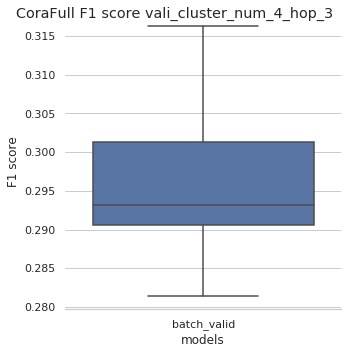 CoraFull F1 score vali_cluster_num_4_hop_3
0.315
0.310
0.305
0.300
0.295
0.290
0.285
0.280
F1 score
batch_valid
models